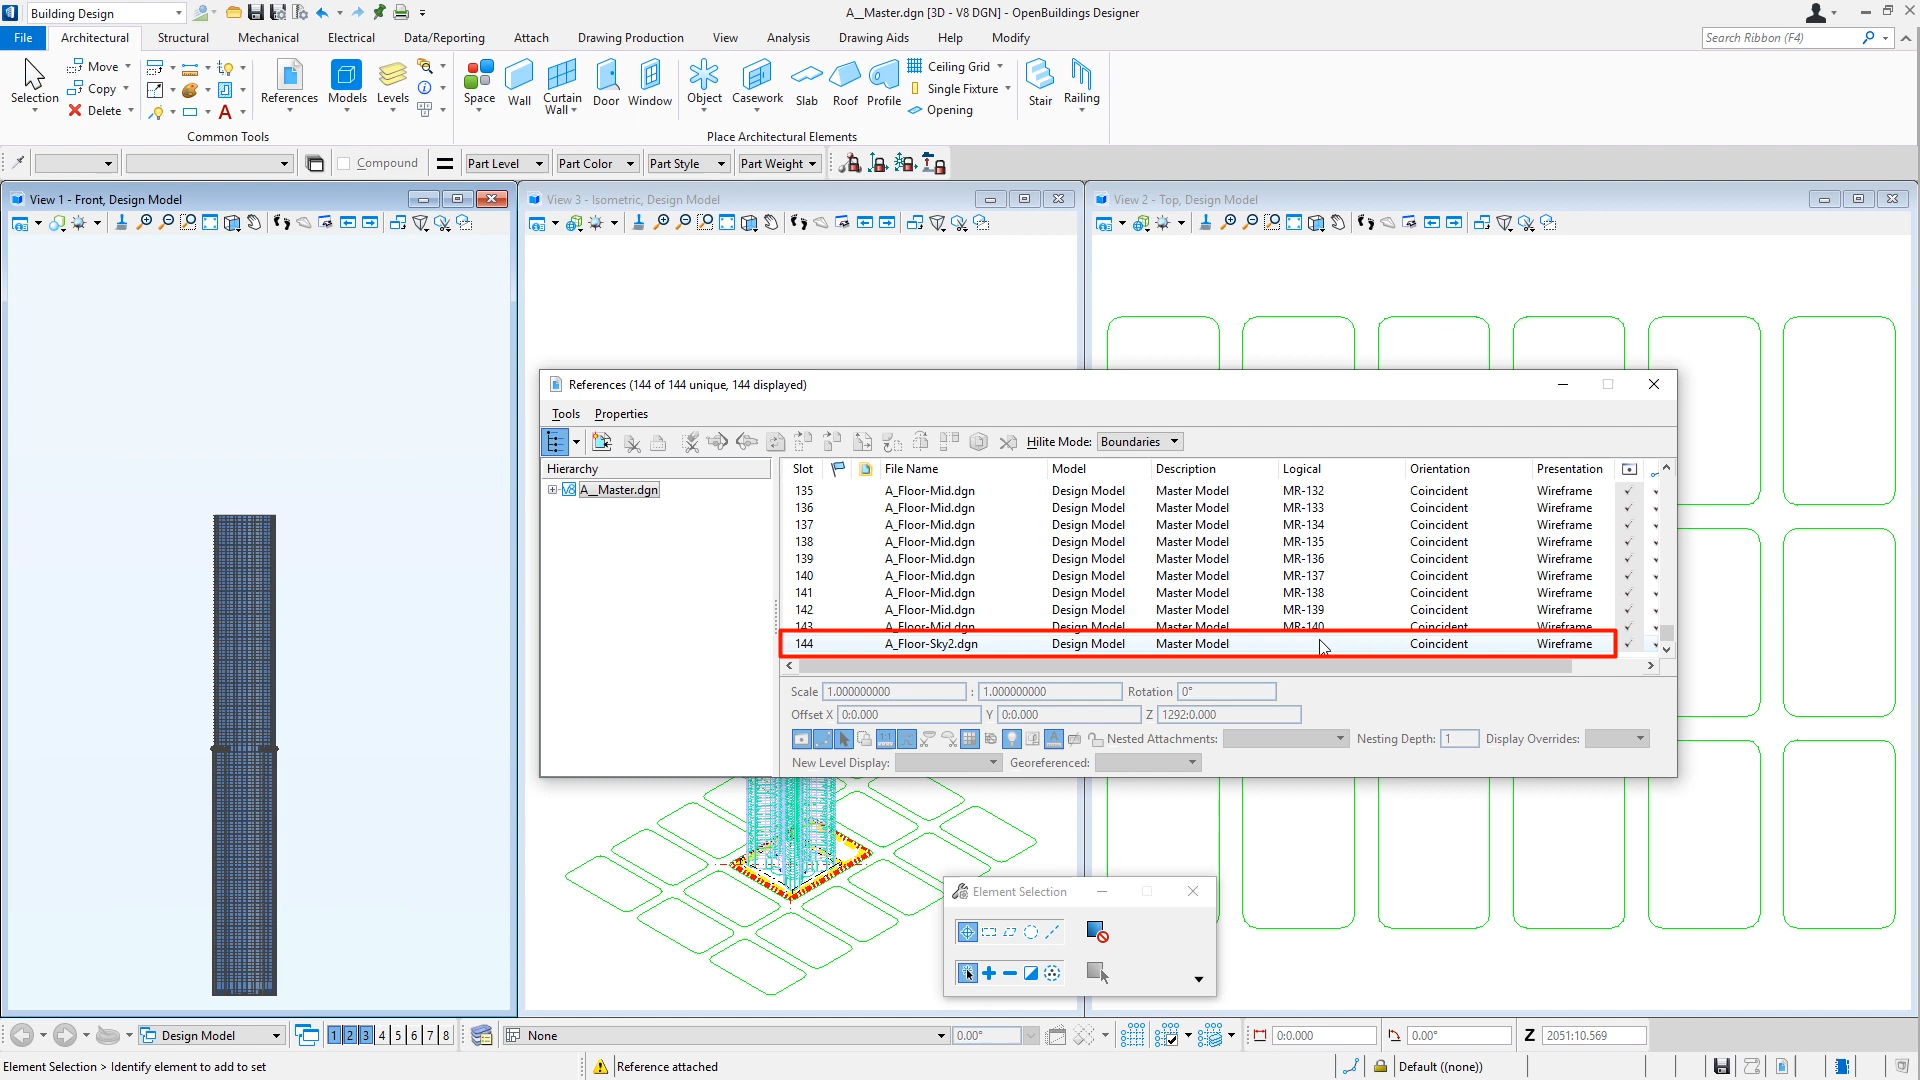 Building Design
A__Master.dgn [3D - V8 DGN] - OpenBuildings Designer
File Architectural Structural Mechanical Electrical Data/Reporting Attach Drawing Production View Analysis Drawing Aids Help Modify
Search Ribbon (F4)
Selection
Move
Copy
Delete
References Models Levels
Common Tools
Space Wall Curtain Wall Door Window Object Casework Slab Roof Profile
Ceiling Grid
Single Fixture
Opening
Stair Railing
Place Architectural Elements
Compound Part Level Part Color Part Style Part Weight
View 1 - Front, Design Model
View 3 - Isometric, Design Model
View 2 - Top, Design Model
References (144 of 144 unique, 144 displayed)
Tools Properties
Hilite Mode: Boundaries
Hierarchy
A__Master.dgn
Slot File Name Model Description Logical Orientation Presentation
135 A_Floor-Mid.dgn Design Model Master Model MR-132 Coincident Wireframe
136 A_Floor-Mid.dgn Design Model Master Model MR-133 Coincident Wireframe
137 A_Floor-Mid.dgn Design Model Master Model MR-134 Coincident Wireframe
138 A_Floor-Mid.dgn Design Model Master Model MR-135 Coincident Wireframe
139 A_Floor-Mid.dgn Design Model Master Model MR-136 Coincident Wireframe
140 A_Floor-Mid.dgn Design Model Master Model MR-137 Coincident Wireframe
141 A_Floor-Mid.dgn Design Model Master Model MR-138 Coincident Wireframe
142 A_Floor-Mid.dgn Design Model Master Model MR-139 Coincident Wireframe
143 A_Floor-Mid.dgn Design Model Master Model MR-140 Coincident Wireframe
144 A_Floor-Sky2.dgn Design Model Master Model Coincident Wireframe
Scale 1.000000000 : 1.000000000 Rotation 0°
Offset X 0:0.000 Y 0:0.000 Z 1292:0.000
Nested Attachments: Nesting Depth: 1 Display Overrides:
New Level Display: Georeferenced:
Element Selection
Design Model 1 2 3 4 5 6 7 8 None 0.00° 0:0.000 0.00° Z 2051:10.569
Element Selection > Identify element to add to set
Reference attached
Default ((none))